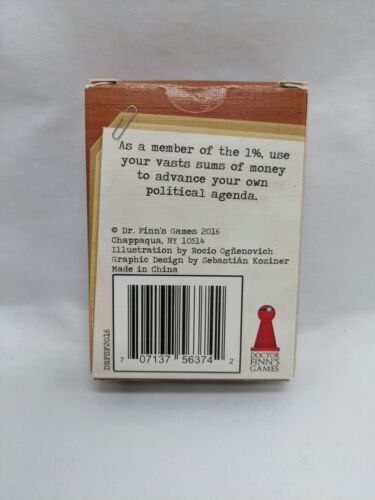 As a member of the 1%, use
your vasts sums of money
to advance your own
political agenda.
© Dr. Finn's Games 2016
Chappaqua, NY 10514
Illustration by Rocio Ogñenovich
Graphic Design by Sebastián Koziner
Made in China
DRFSP2016
7 07137 56374 2
DOCTOR
FINN'S
GAMES